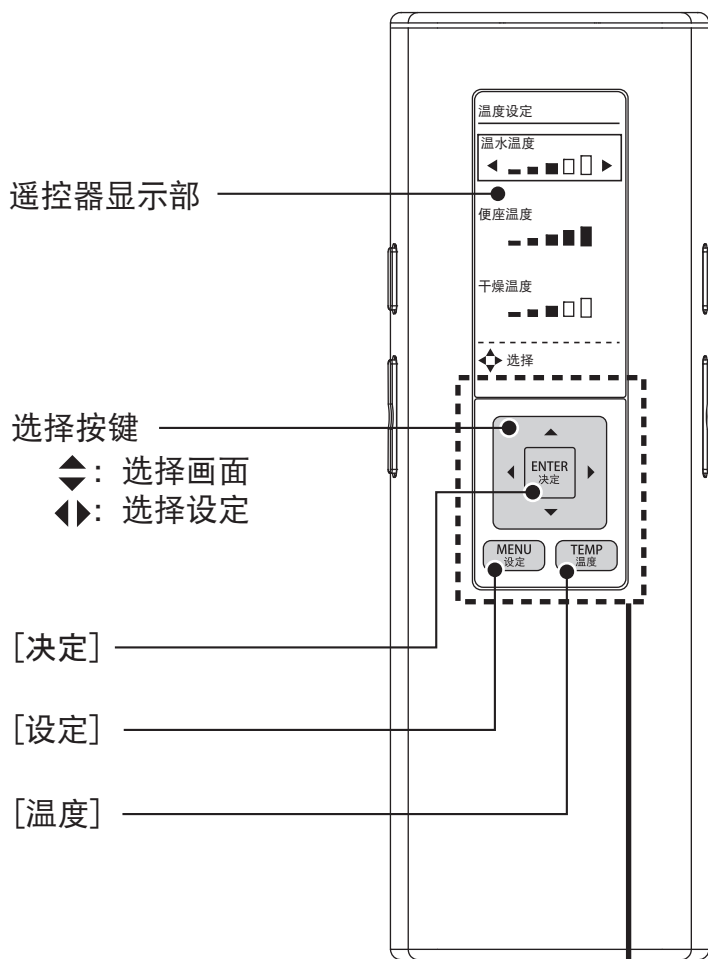 温度设定
温水温度
遥控器显示部
便座温度
干燥温度
选择
选择按键
：选择画面
：选择设定
ENTER
决定
MENU
设定
TEMP
温度
[决定]
[设定]
[温度]